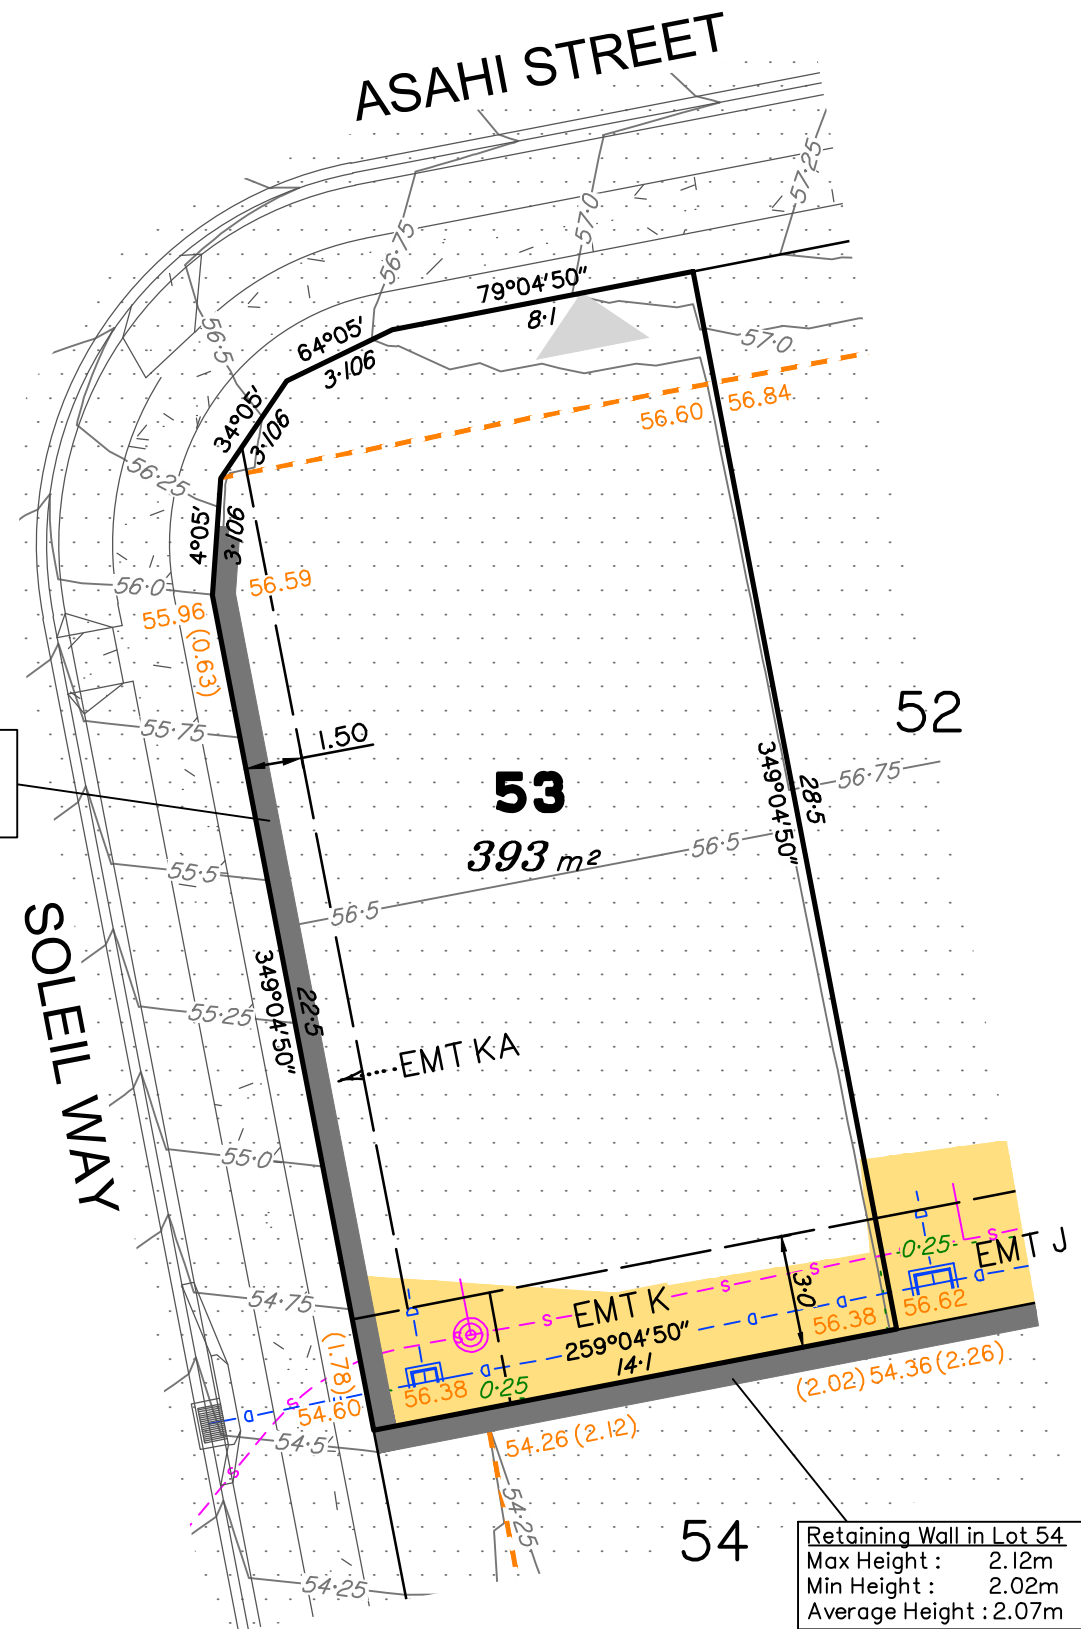 ASAHI STREET
57·25
57·0
56·75
79°04'50"
8·1
64°05'
3·106
56·5
57·0
34°05'
3·106
56.60
56.84
56·25
4°05'
3·106
56·0
56.59
55.96
(0.63)
52
55·75
1.50
349°04'50"
28·5
56·75
53
393 m²
56·5
56·5
55·5
SOLEIL WAY
349°04'50"
22·5
55·25
EMT KA
55·0
54·75
0·25
EMT J
EMT K
3·0
56.38
56.62
259°04'50"
14·1
(1.78)
56.38
0·25
54.60
(2.02) 54.36 (2.26)
54·5
54.26 (2.12)
54·25
54
54·25
Retaining Wall in Lot 54
Max Height : 2.12m
Min Height : 2.02m
Average Height : 2.07m
S
S
S
S
S
S
S
D
D
D
D
D
D
D